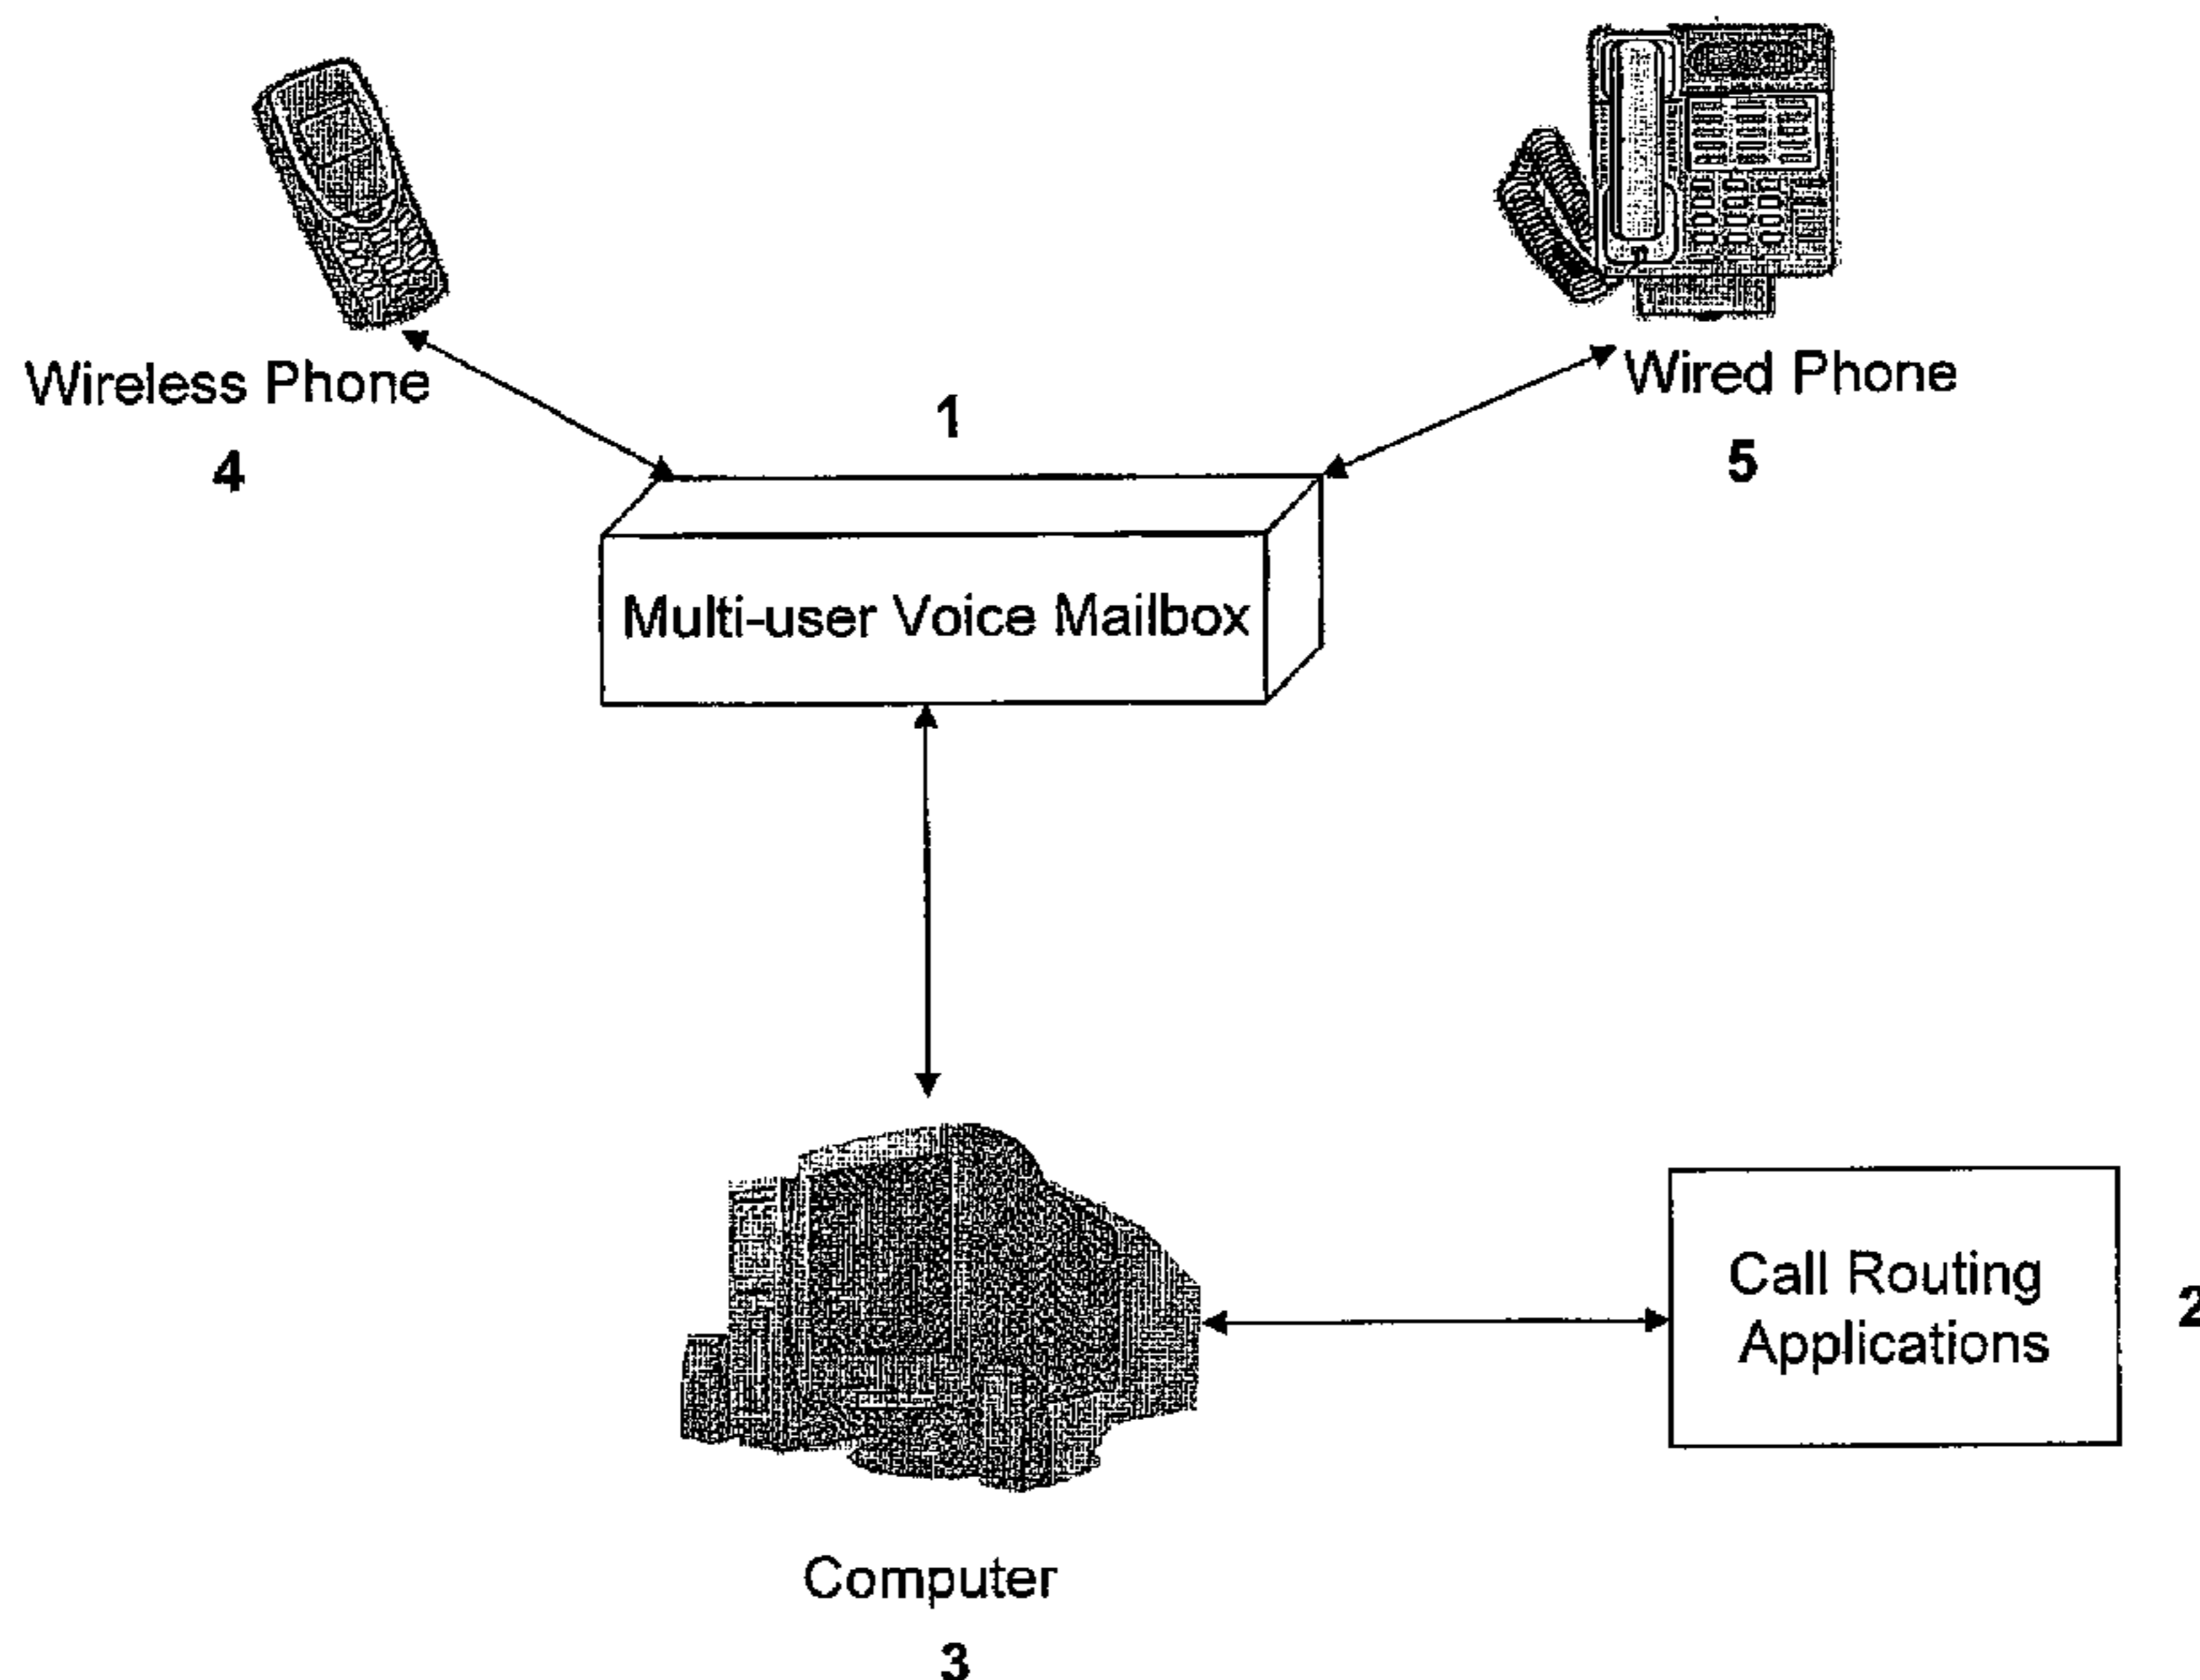 Wireless Phone
4
Wired Phone
5
1
Multi-user Voice Mailbox
Call Routing
Applications
2
Computer
3